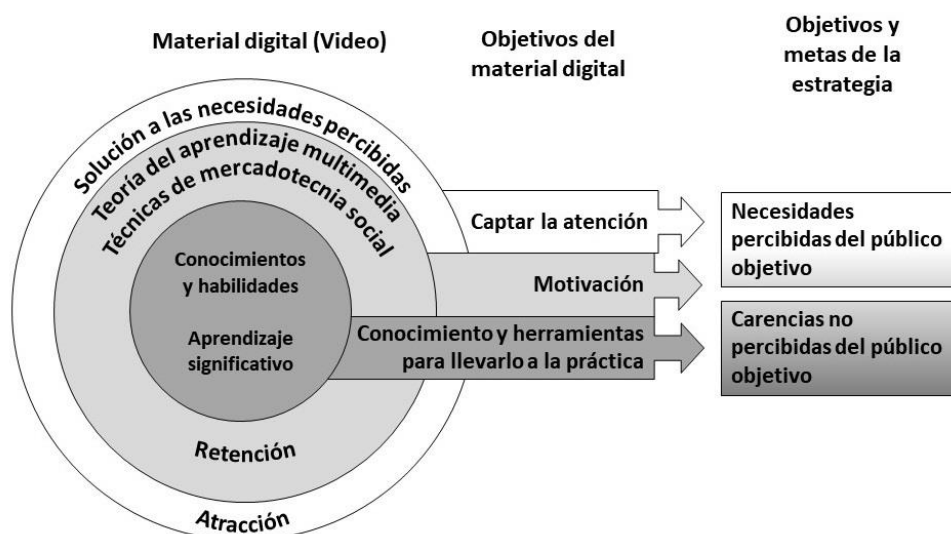 Material digital (Video)
Objetivos del
material digital
Objetivos y
metas de la
estrategia
Solución a las necesidades percibidas
Teoría del aprendizaje multimedia
Técnicas de mercadotecnia social
Conocimientos
y habilidades
Aprendizaje
significativo
Retención
Atracción
Captar la atención
Motivación
Conocimiento y herramientas
para llevarlo a la práctica
Necesidades
percibidas del público
objetivo
Carencias no
percibidas del público
objetivo